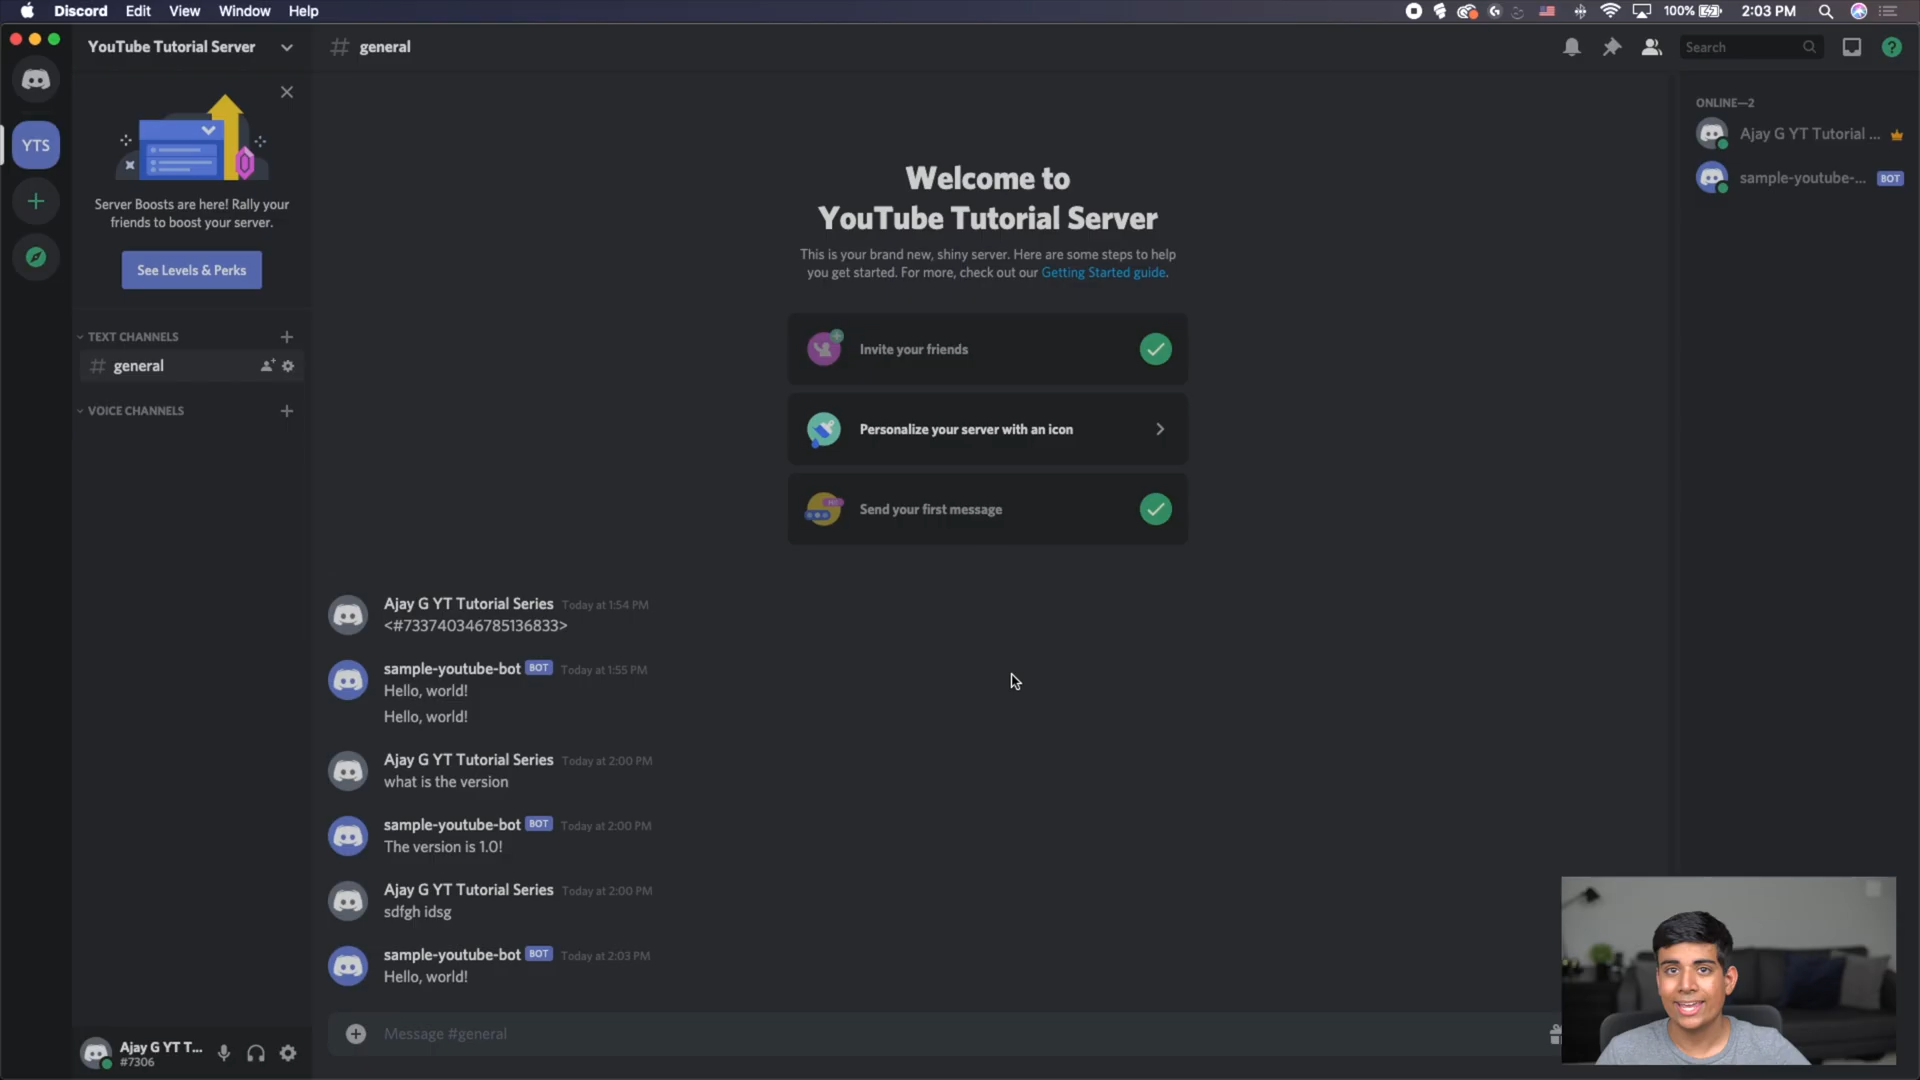 Discord Edit View Window Help
100% 2:03 PM
YouTube Tutorial Server
# general
Search
YTS
Server Boosts are here! Rally your
friends to boost your server.
See Levels & Perks
TEXT CHANNELS
# general
VOICE CHANNELS
Welcome to
YouTube Tutorial Server
This is your brand new, shiny server. Here are some steps to help
you get started. For more, check out our Getting Started guide.
Invite your friends
Personalize your server with an icon
Send your first message
Ajay G YT Tutorial Series Today at 1:54 PM
<#733740346785136833>
sample-youtube-bot BOT Today at 1:55 PM
Hello, world!
Hello, world!
Ajay G YT Tutorial Series Today at 2:00 PM
what is the version
sample-youtube-bot BOT Today at 2:00 PM
The version is 1.0!
Ajay G YT Tutorial Series Today at 2:00 PM
sdfgh idsg
sample-youtube-bot BOT Today at 2:03 PM
Hello, world!
Message #general
Ajay G YT T...
#7306
ONLINE—2
Ajay G YT Tutorial ...
sample-youtube-... BOT